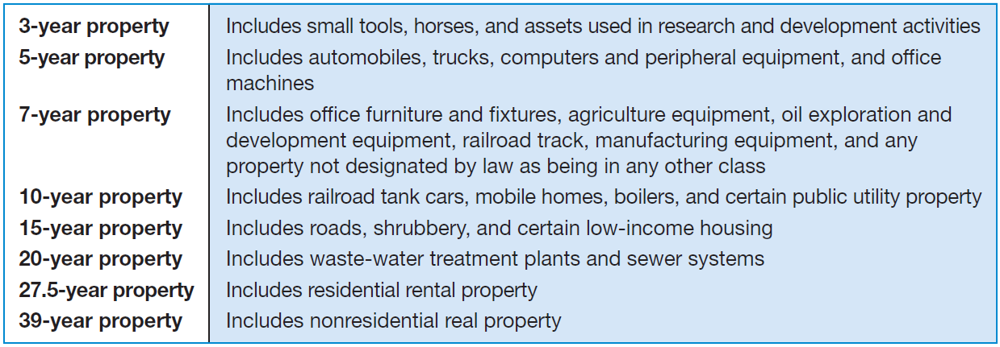 3-year property Includes small tools, horses, and assets used in research and development activities
5-year property Includes automobiles, trucks, computers and peripheral equipment, and office
machines
7-year property Includes office furniture and fixtures, agriculture equipment, oil exploration and
development equipment, railroad track, manufacturing equipment, and any
property not designated by law as being in any other class
10-year property Includes railroad tank cars, mobile homes, boilers, and certain public utility property
15-year property Includes roads, shrubbery, and certain low-income housing
20-year property Includes waste-water treatment plants and sewer systems
27.5-year property Includes residential rental property
39-year property Includes nonresidential real property